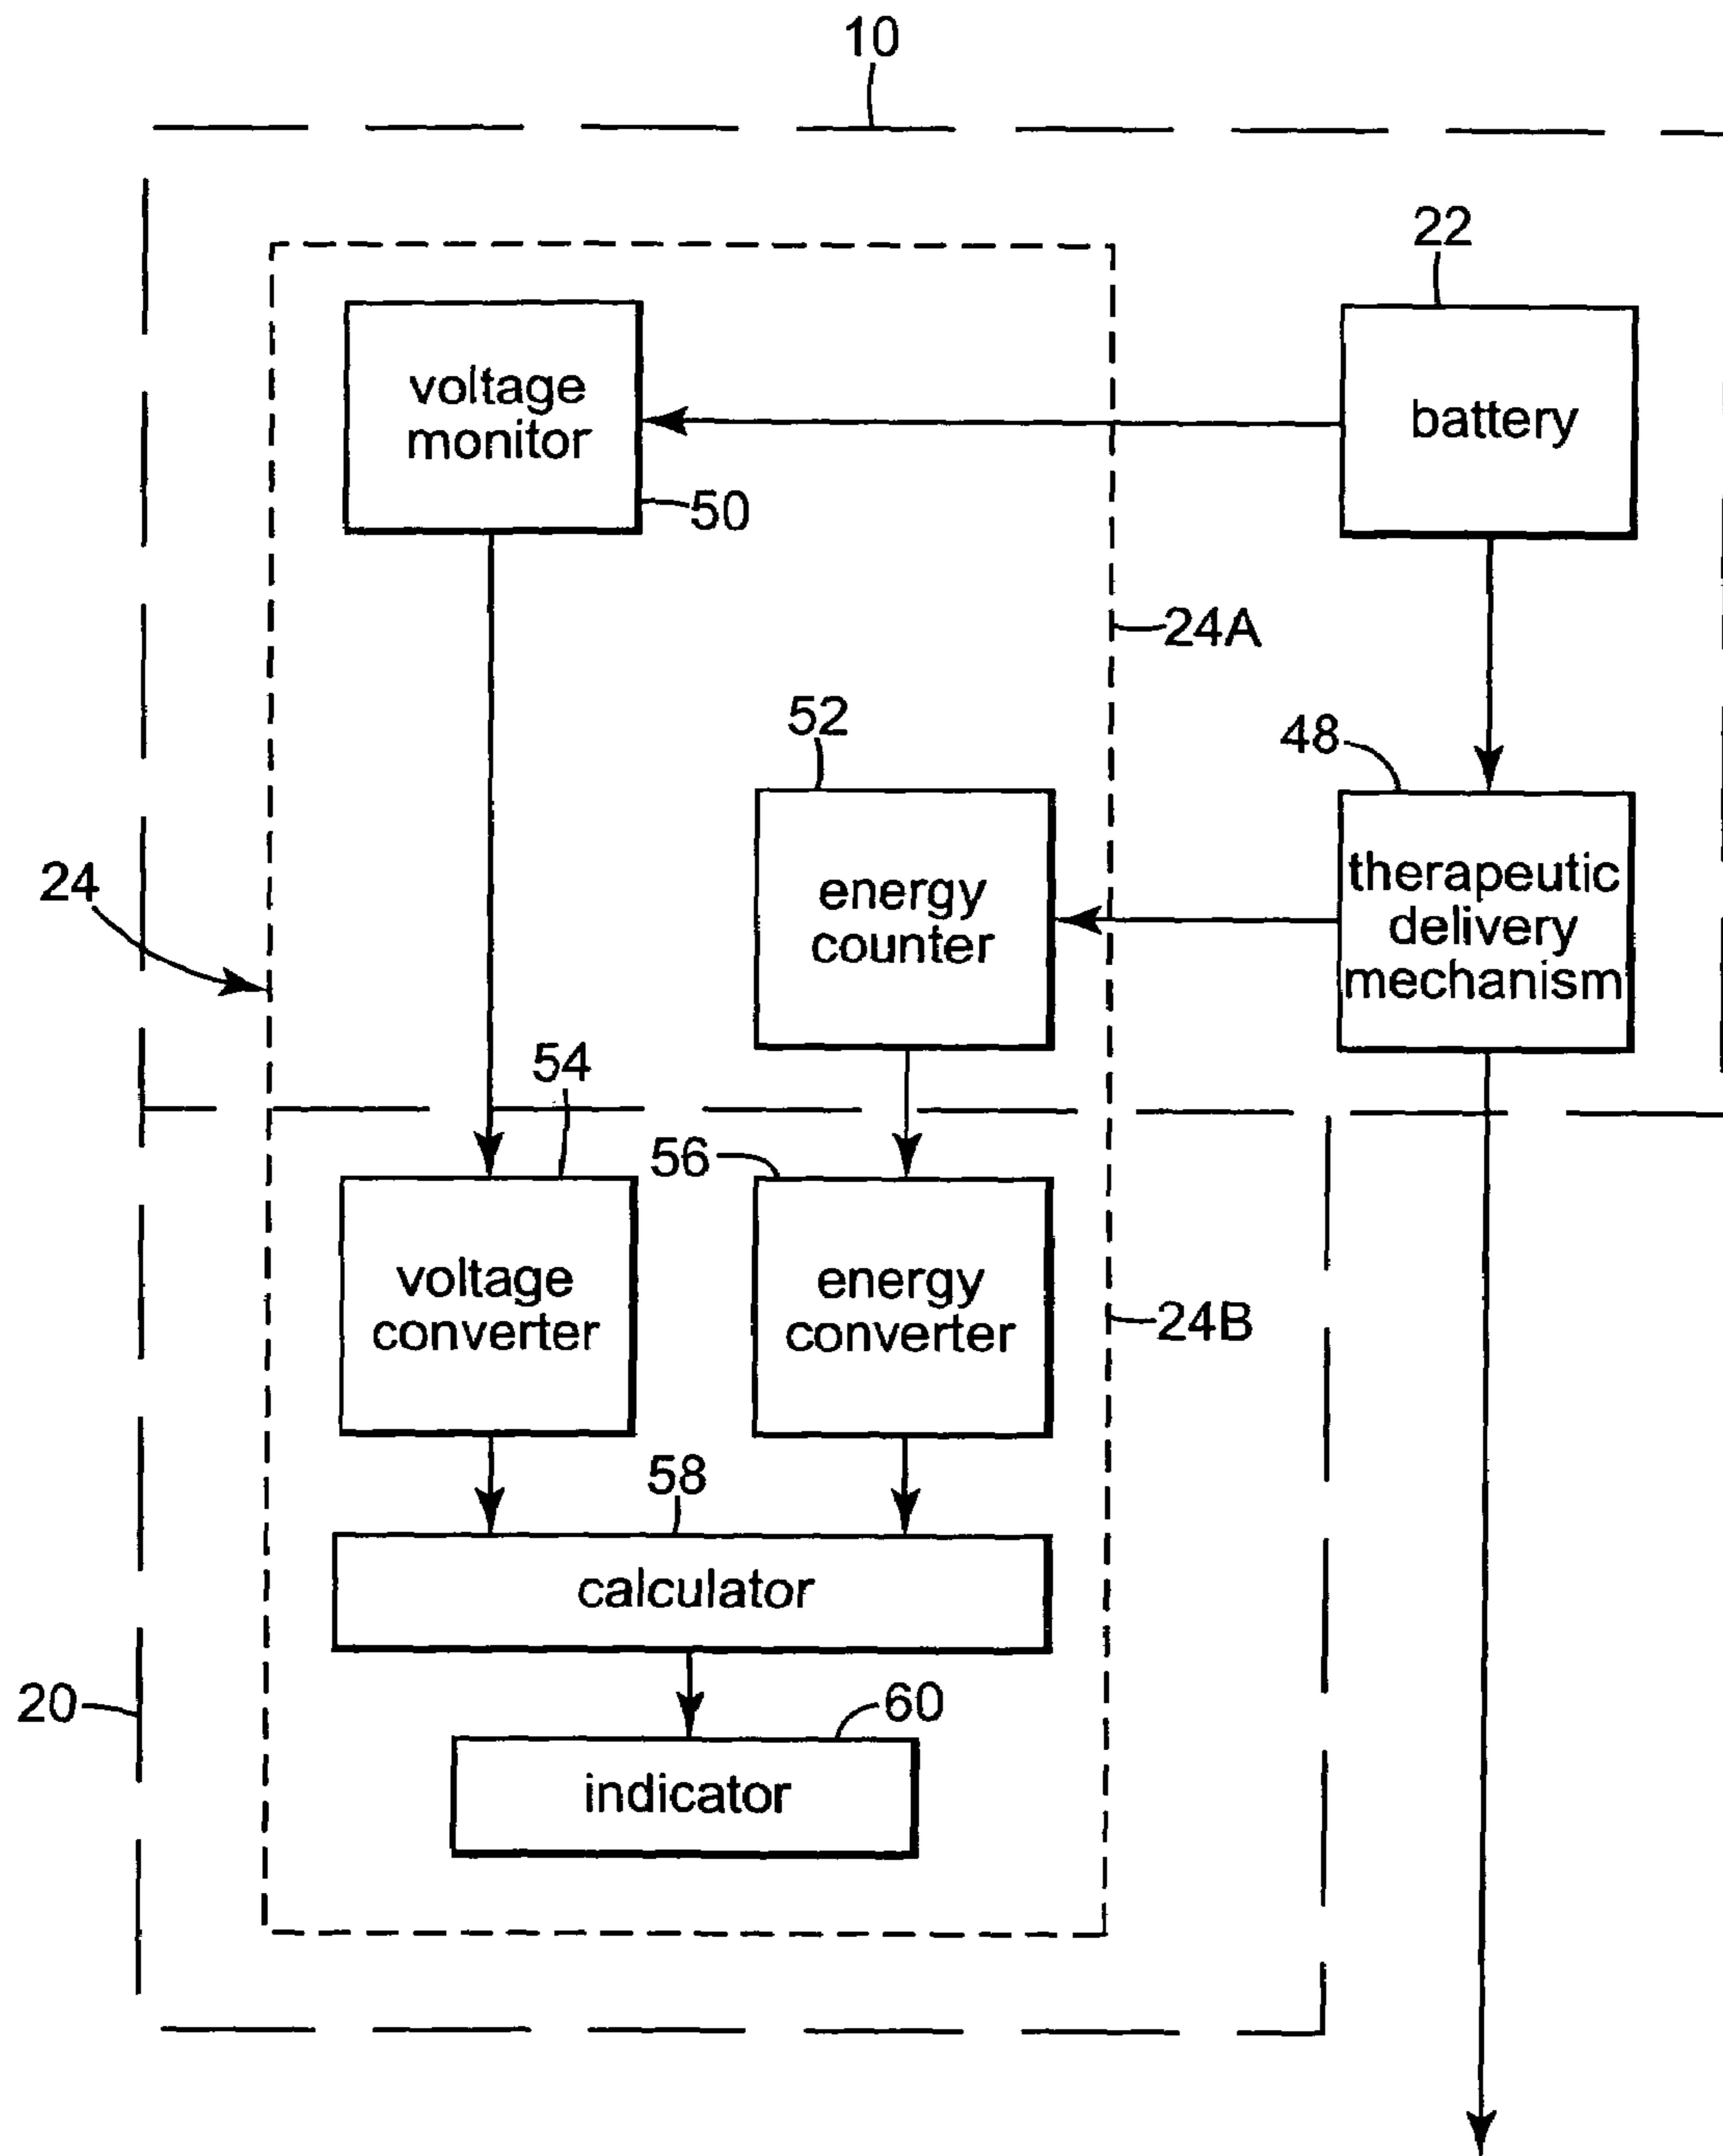 10
22
voltage
monitor
battery
50
24A
52
48
energy
counter
therapeutic
delivery
mechanism
24
54
56
voltage
converter
energy
converter
24B
58
calculator
20
60
indicator